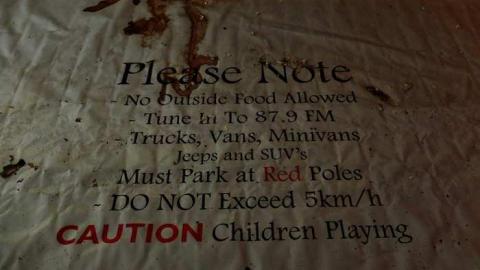 Please Note
- No Outside Food Allowed
- Tune In To 87.9 FM
- Trucks, Vans, Minivans
Jeeps and SUV's
Must Park at Red Poles
- DO NOT Exceed 5km/h
CAUTION Children Playing